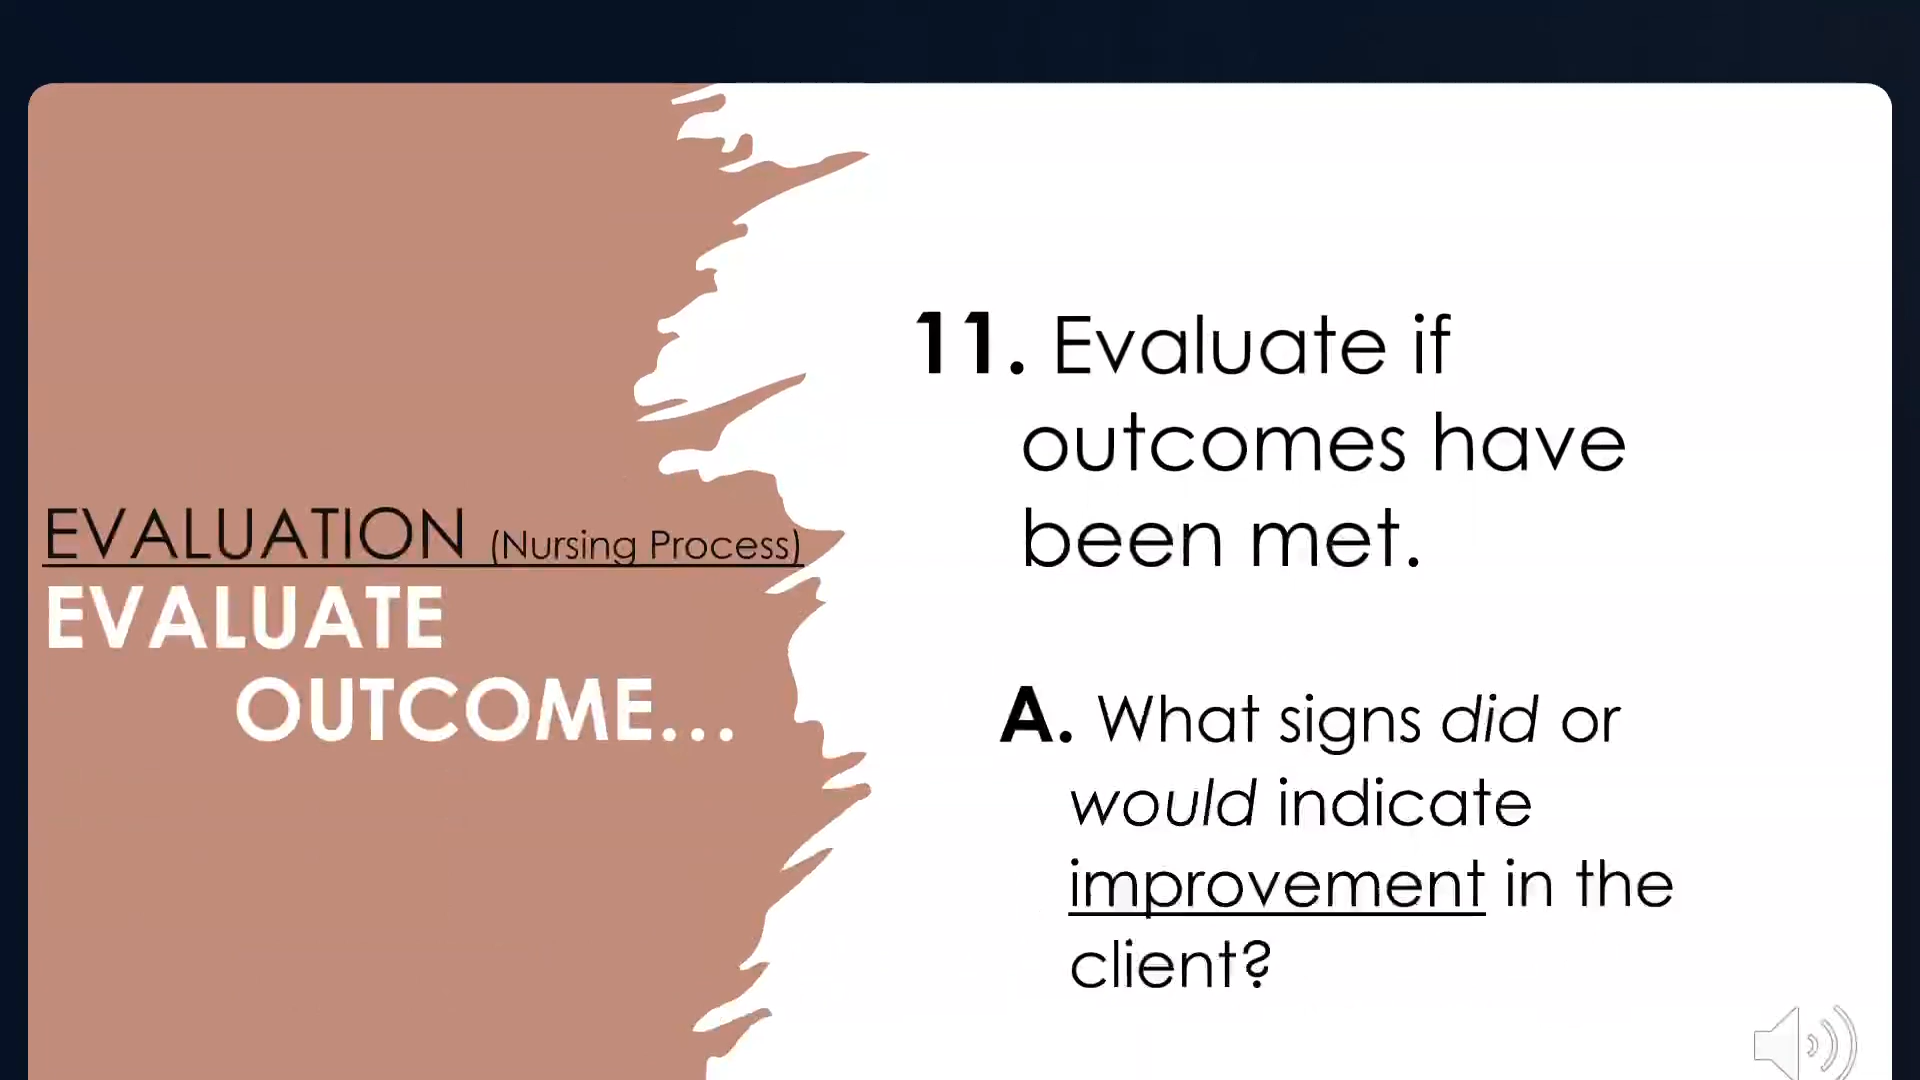 EVALUATION (Nursing Process)
EVALUATE
OUTCOME...
11. Evaluate if
outcomes have
been met.
A. What signs did or
would indicate
improvement in the
client?